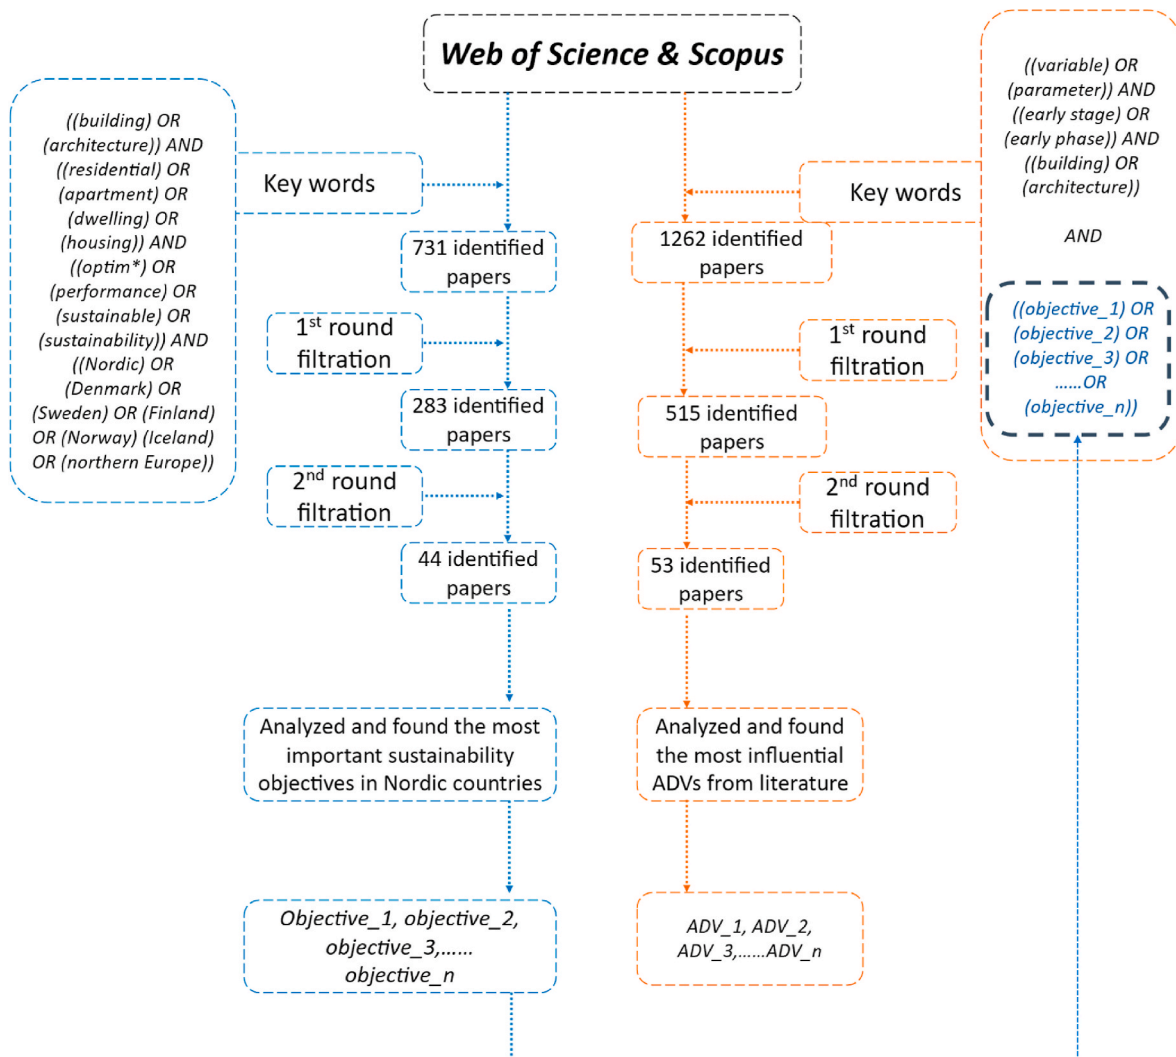 Web of Science & Scopus
((building) OR
(architecture)) AND
((residential) OR
(apartment) OR
(dwelling) OR
(housing)) AND
((optim*) OR
(performance) OR
(sustainable) OR
(sustainability)) AND
((Nordic) OR
(Denmark) OR
(Sweden) OR (Finland)
OR (Norway) (Iceland)
OR (northern Europe))
Key words
731 identified
papers
1st round
filtration
283 identified
papers
2nd round
filtration
44 identified
papers
Analyzed and found the most
important sustainability
objectives in Nordic countries
Objective_1, objective_2,
objective_3,......
objective_n
((variable) OR
(parameter)) AND
((early stage) OR
(early phase)) AND
((building) OR
(architecture))
AND
((objective_1) OR
(objective_2) OR
(objective_3) OR
......OR
(objective_n))
Key words
1262 identified
papers
1st round
filtration
515 identified
papers
2nd round
filtration
53 identified
papers
Analyzed and found
the most influential
ADVs from literature
ADV_1, ADV_2,
ADV_3,......ADV_n